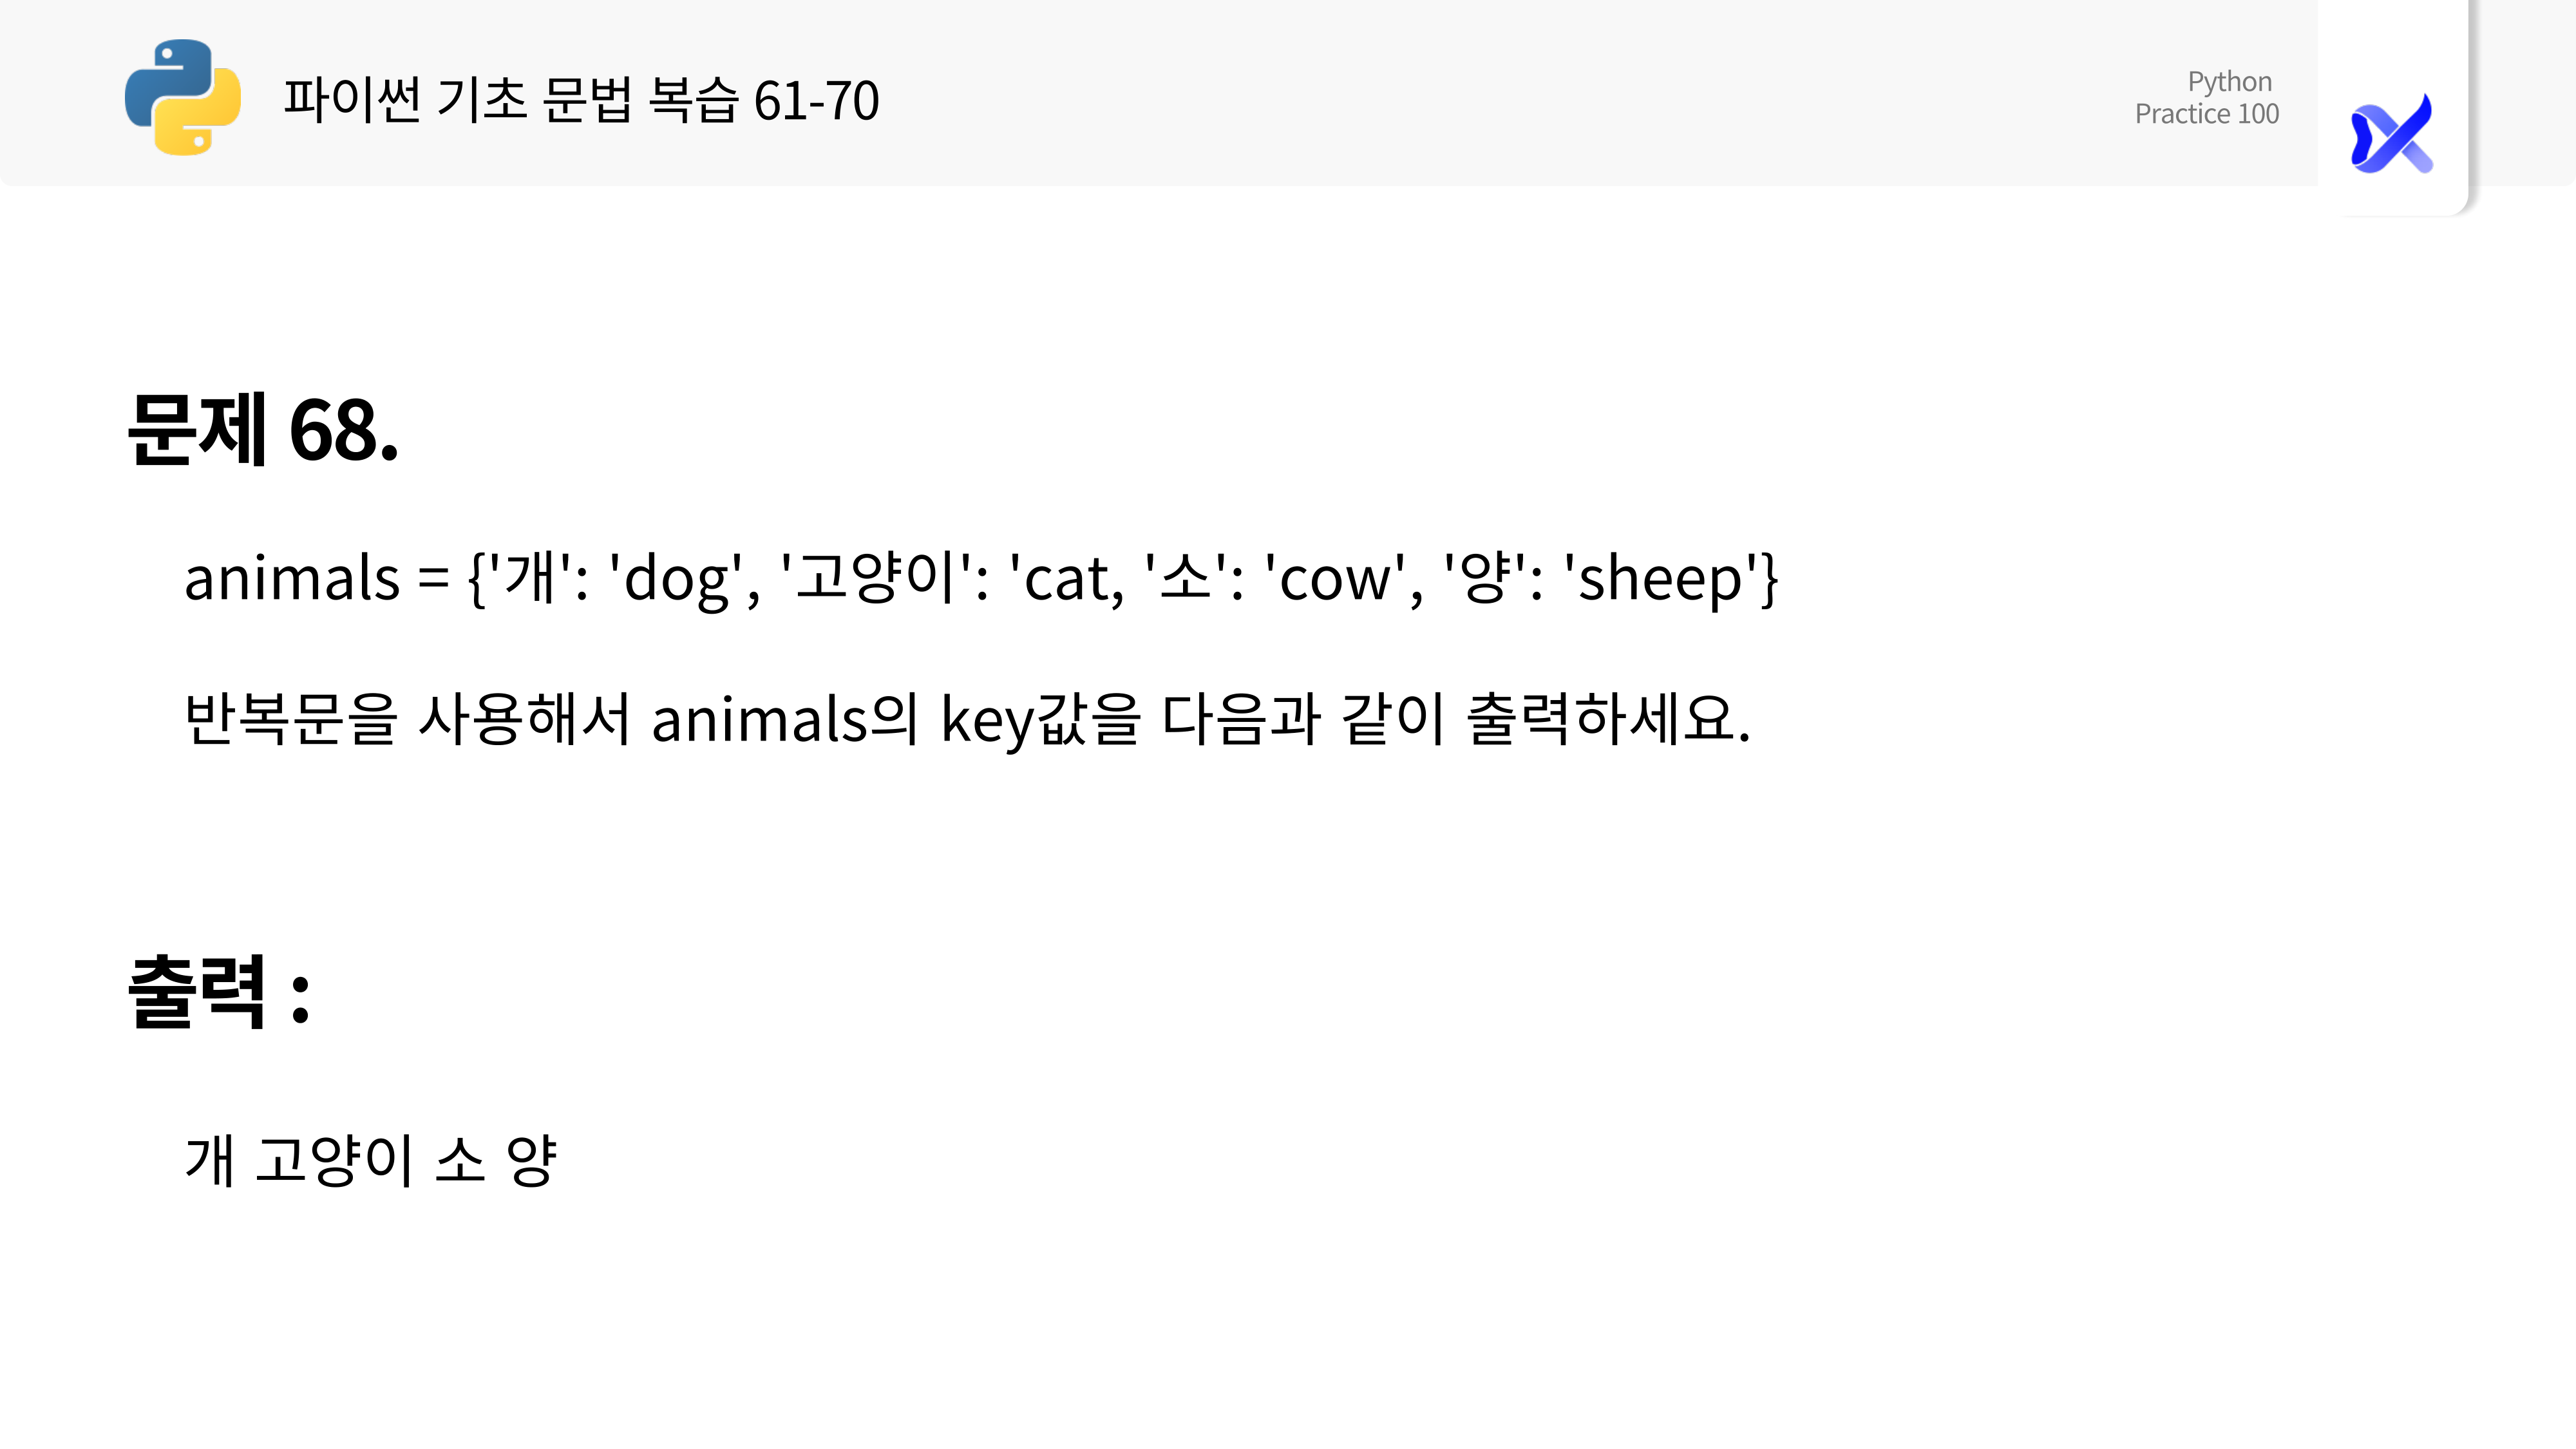 파이썬 기초 문법 복습 61-70
Python
Practice 100
문제 68.
animals = {'개': 'dog', '고양이': 'cat, '소': 'cow', '양': 'sheep'}
반복문을 사용해서 animals의 key값을 다음과 같이 출력하세요.
출력 :
개 고양이 소 양